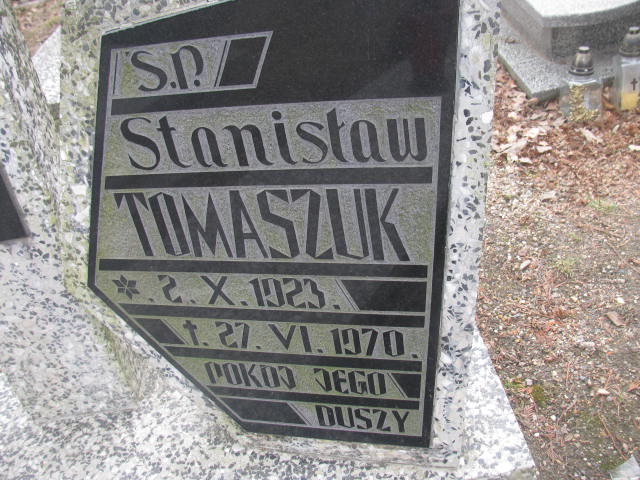 Ś.P.
Stanisław
TOMASZUK
* 2. X. 1923.
† 27. VI. 1970.
POKÓJ JEGO
DUSZY